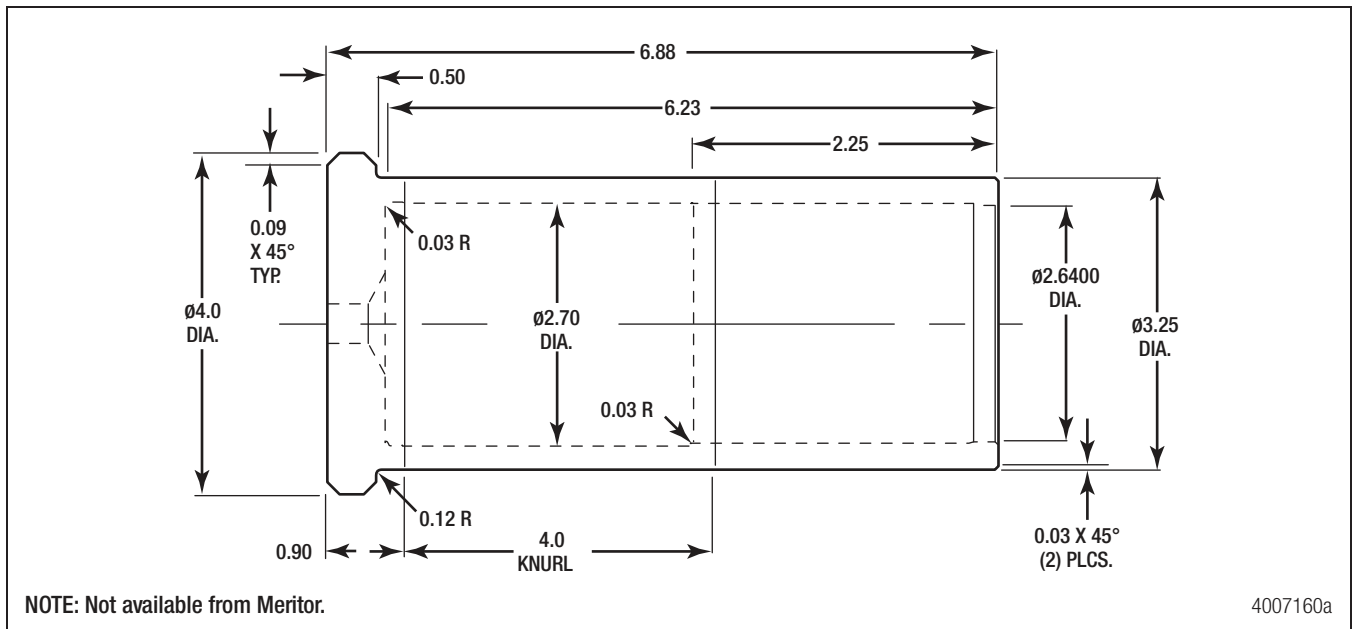 6.88
0.50
6.23
2.25
0.09
X 45°
TYP.
0.03 R
ø4.0
DIA.
ø2.70
DIA.
ø2.6400
DIA.
ø3.25
DIA.
0.03 R
0.12 R
0.90
4.0
KNURL
0.03 X 45°
(2) PLCS.
NOTE: Not available from Meritor.
4007160a